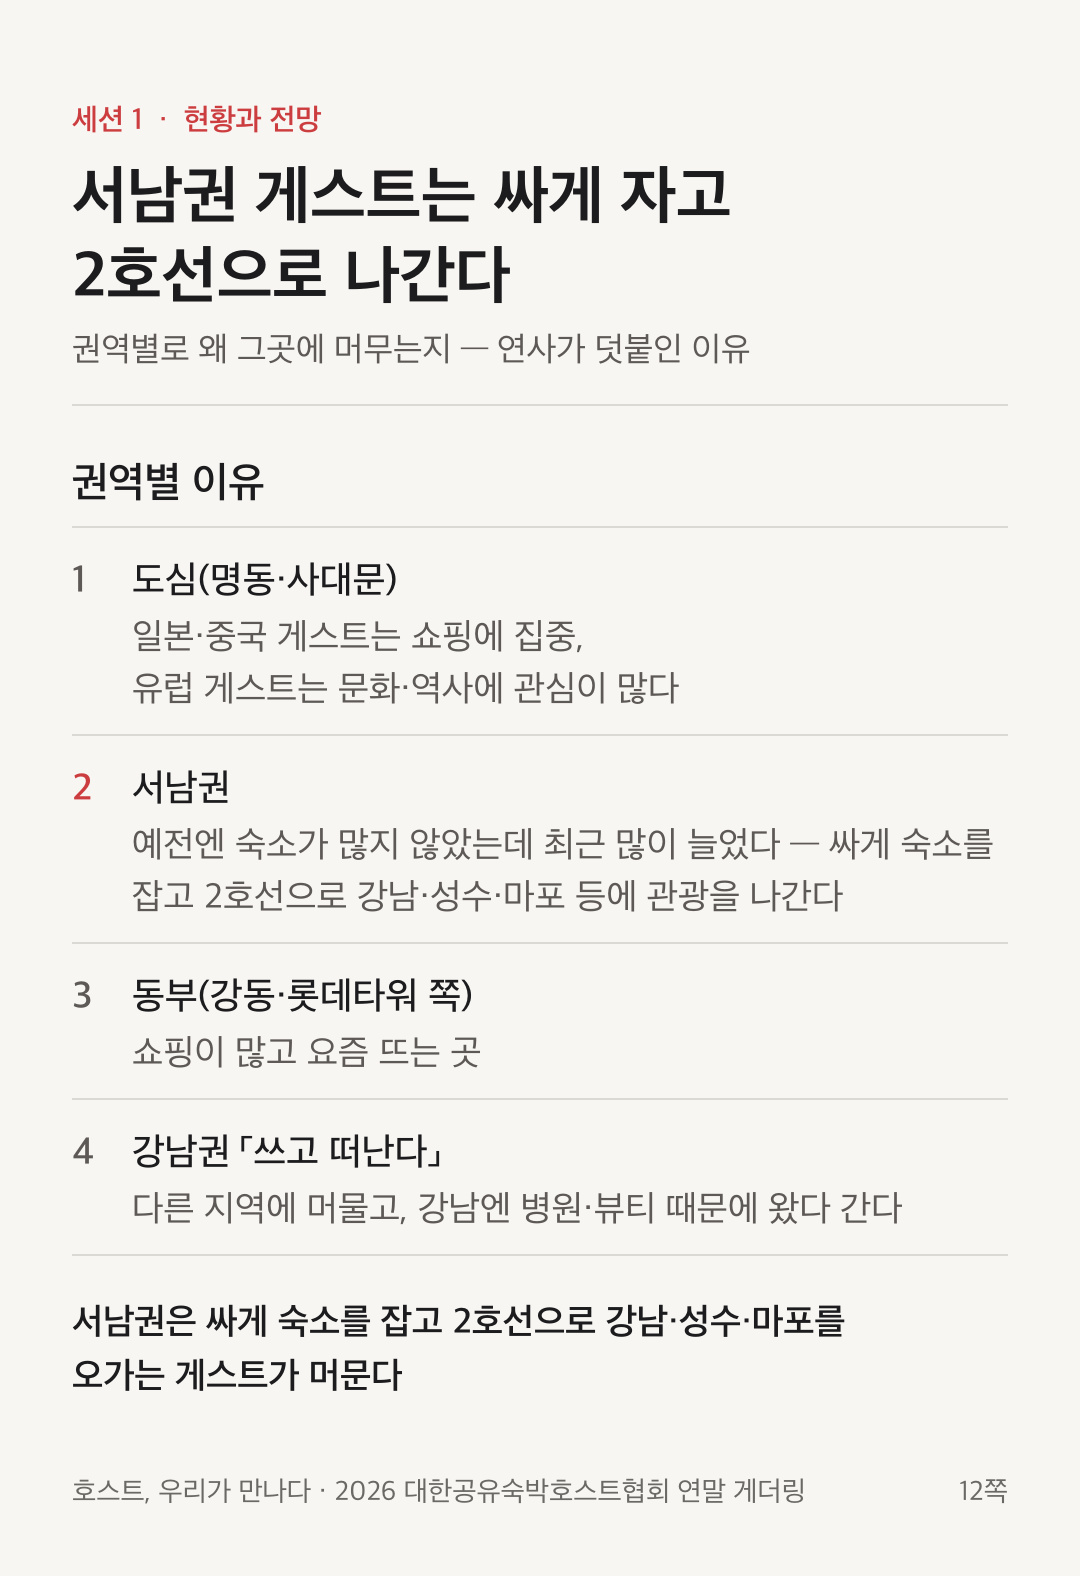 세션 1 · 현황과 전망
서남권 게스트는 싸게 자고
2호선으로 나간다
권역별로 왜 그곳에 머무는지 — 연사가 덧붙인 이유
권역별 이유
1 도심(명동·사대문)
일본·중국 게스트는 쇼핑에 집중,
유럽 게스트는 문화·역사에 관심이 많다
2 서남권
예전엔 숙소가 많지 않았는데 최근 많이 늘었다 — 싸게 숙소를
잡고 2호선으로 강남·성수·마포 등에 관광을 나간다
3 동부(강동·롯데타워 쪽)
쇼핑이 많고 요즘 뜨는 곳
4 강남권 「쓰고 떠난다」
다른 지역에 머물고, 강남엔 병원·뷰티 때문에 왔다 간다
서남권은 싸게 숙소를 잡고 2호선으로 강남·성수·마포를
오가는 게스트가 머문다
호스트, 우리가 만나다 · 2026 대한공유숙박호스트협회 연말 게더링 12쪽